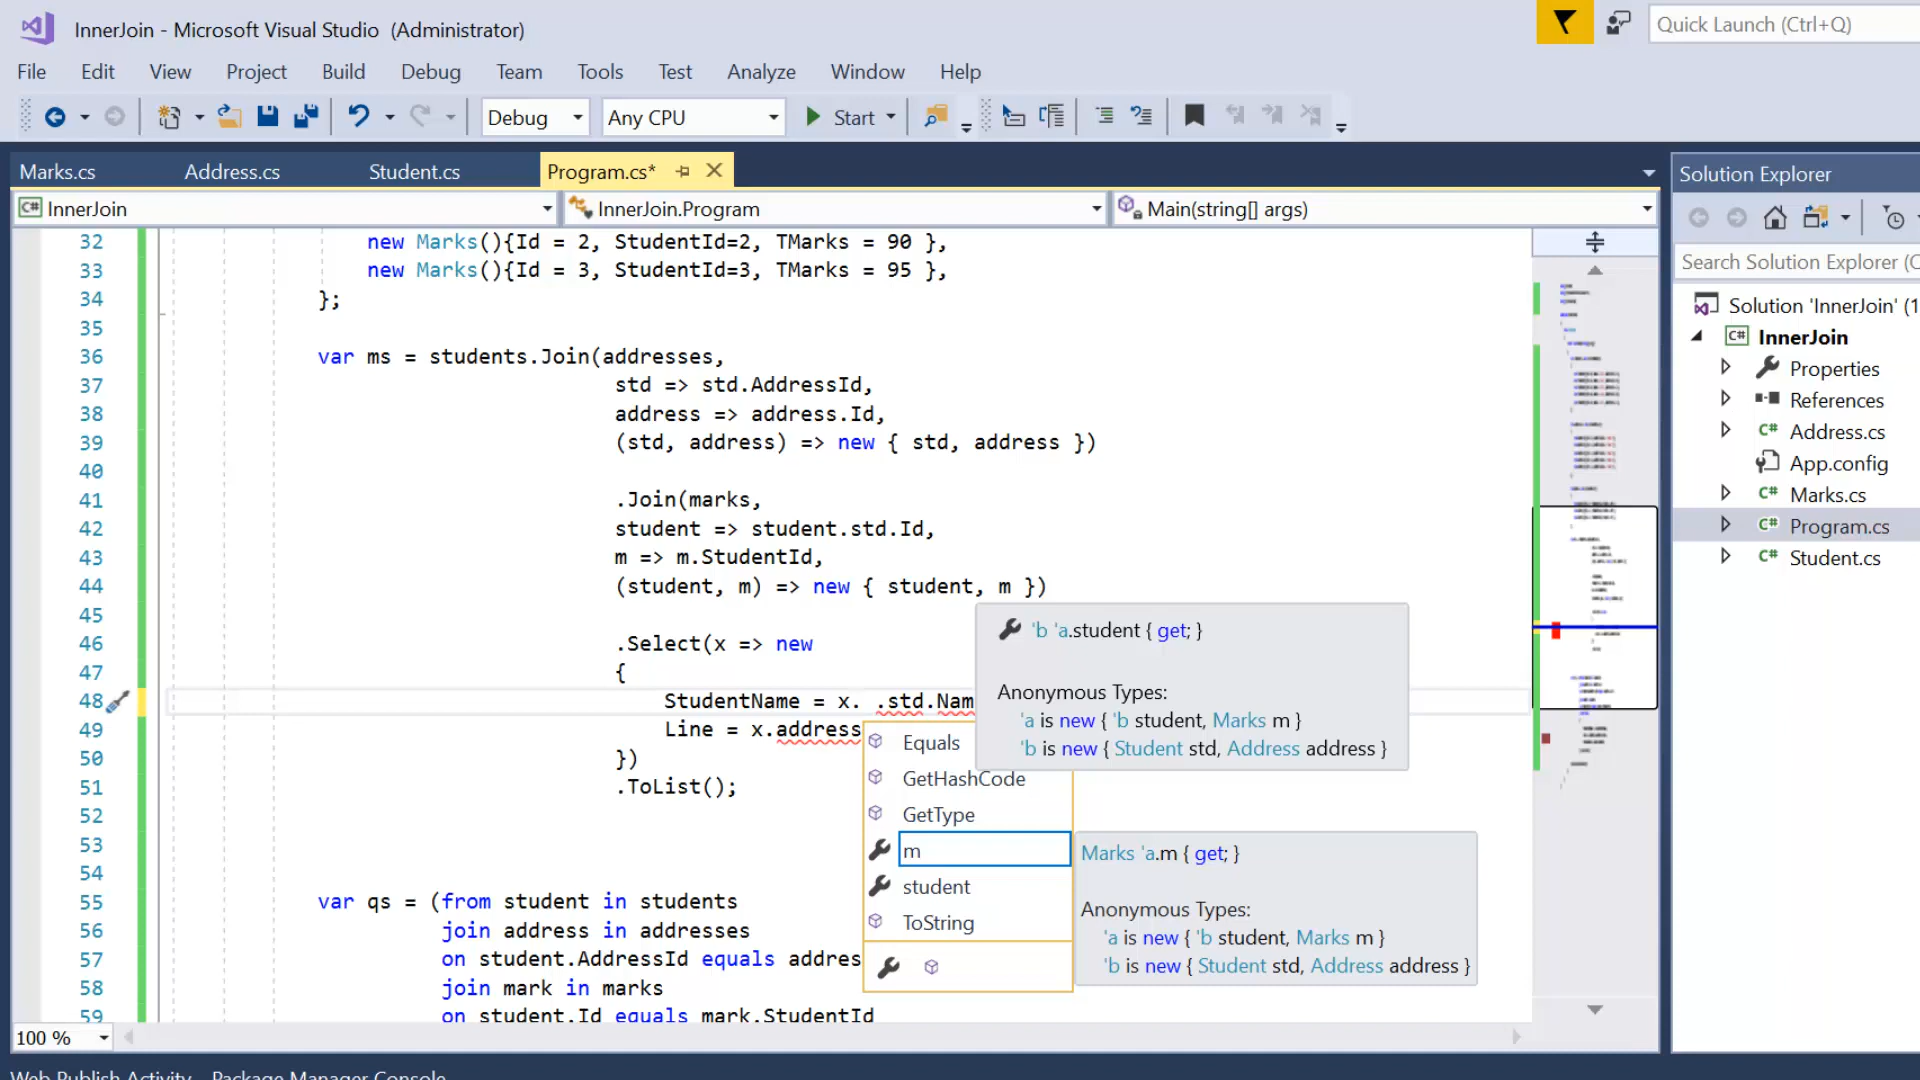 InnerJoin - Microsoft Visual Studio (Administrator)
Quick Launch (Ctrl+Q)
File Edit View Project Build Debug Team Tools Test Analyze Window Help
Debug Any CPU Start
Marks.cs Address.cs Student.cs Program.cs*
Solution Explorer
C# InnerJoin InnerJoin.Program Main(string[] args)
32 new Marks(){Id = 2, StudentId=2, TMarks = 90 },
33 new Marks(){Id = 3, StudentId=3, TMarks = 95 },
34 };
35
36 var ms = students.Join(addresses,
37 std => std.AddressId,
38 address => address.Id,
39 (std, address) => new { std, address })
40
41 .Join(marks,
42 student => student.std.Id,
43 m => m.StudentId,
44 (student, m) => new { student, m })
45
46 .Select(x => new
47 {
48 StudentName = x. .std.Nam
49 Line = x.address
50 })
51 .ToList();
52
53
54
55 var qs = (from student in students
56 join address in addresses
57 on student.AddressId equals addres
58 join mark in marks
59 on student.Id equals mark.StudentId
'b 'a.student { get; }
Anonymous Types:
'a is new { 'b student, Marks m }
'b is new { Student std, Address address }
Equals
GetHashCode
GetType
m
student
ToString
Marks 'a.m { get; }
Anonymous Types:
'a is new { 'b student, Marks m }
'b is new { Student std, Address address }
Search Solution Explorer (C
Solution 'InnerJoin' (1
C# InnerJoin
Properties
References
C# Address.cs
App.config
C# Marks.cs
C# Program.cs
C# Student.cs
100 %
Web Publish Activity Package Manager Console